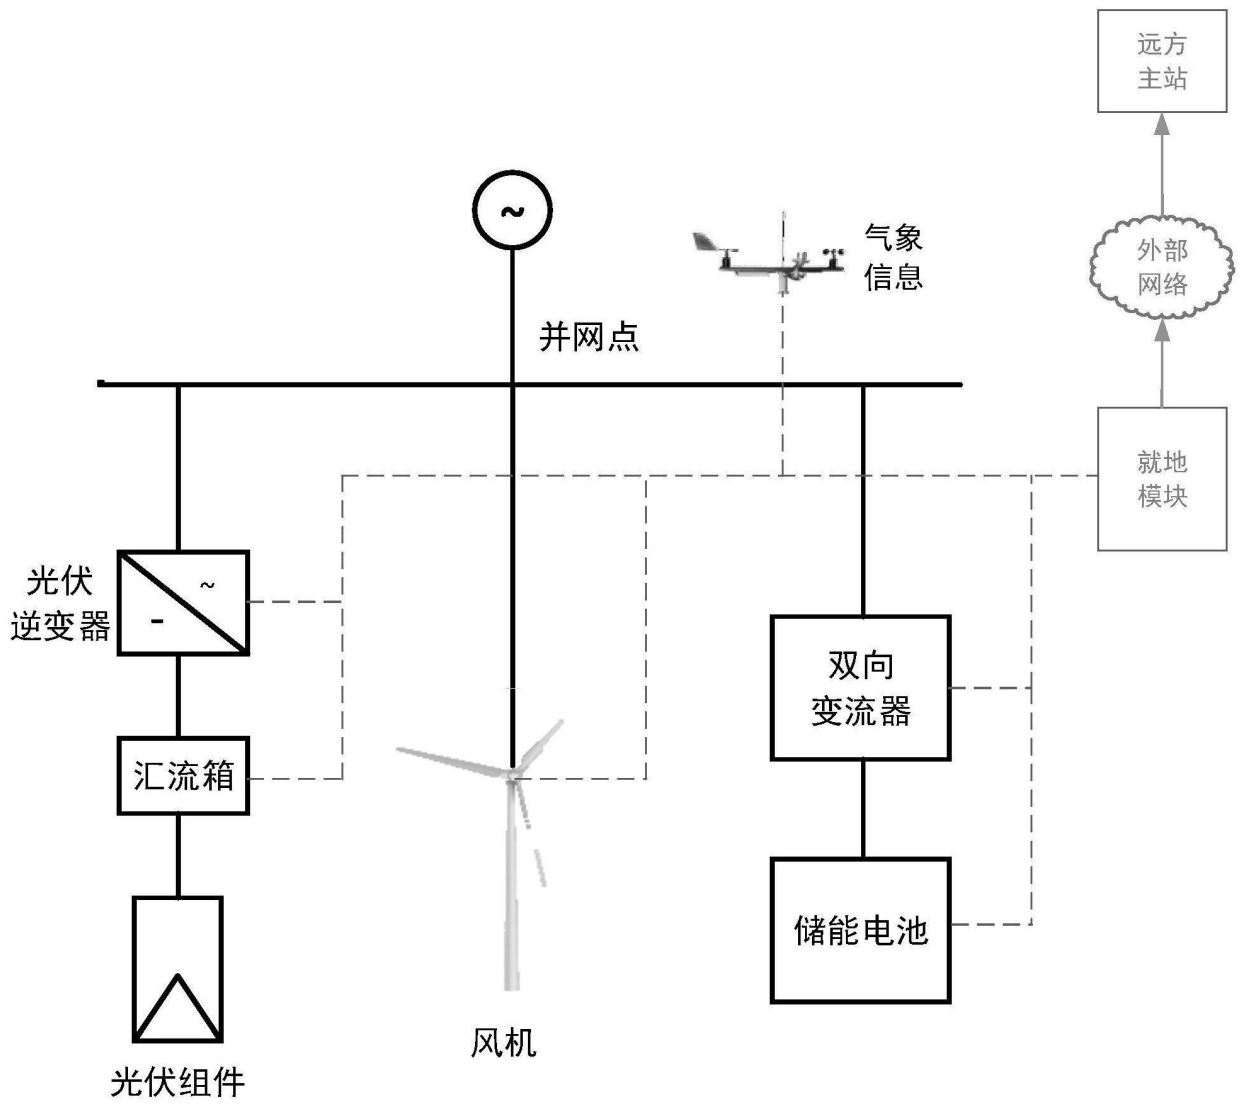 远方
主站
~
气象
信息
外部
网络
并网点
就地
模块
光伏
逆变器
~
-
双向
变流器
汇流箱
储能电池
风机
光伏组件